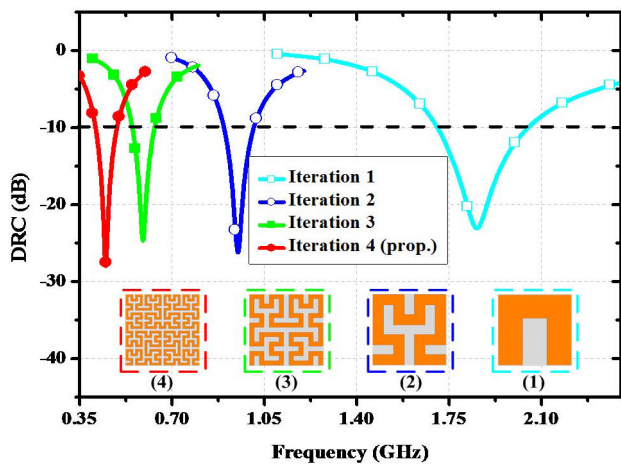 0
-10
-20
-30
-40
DRC (dB)
Iteration 1
Iteration 2
Iteration 3
Iteration 4 (prop.)
(4) (3) (2) (1)
0.35 0.70 1.05 1.40 1.75 2.10
Frequency (GHz)